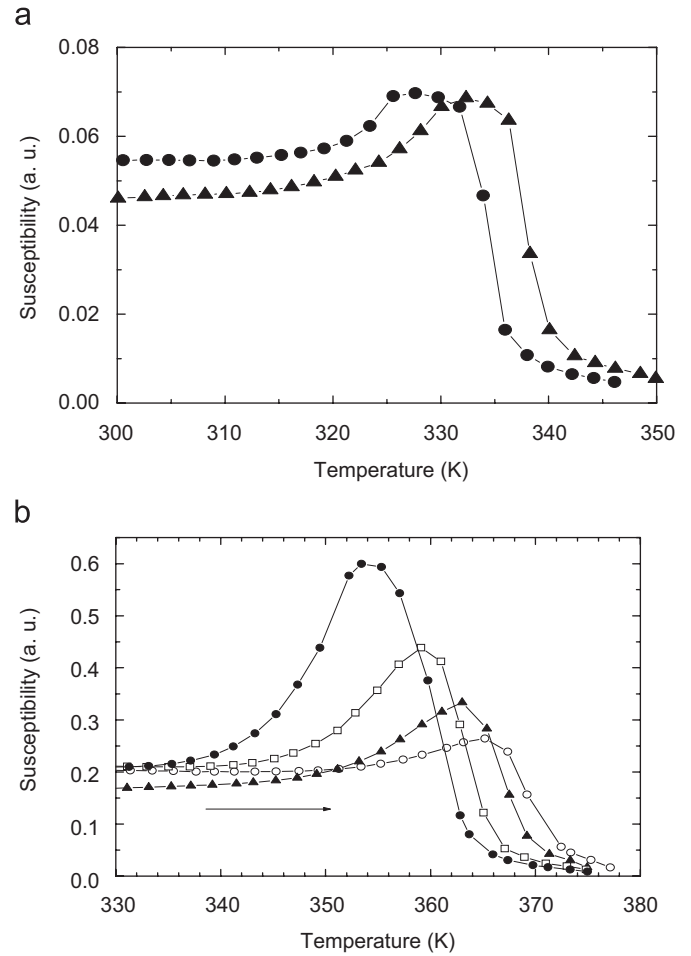 a
0.08
0.06
0.04
0.02
0.00
Susceptibility (a. u.)
300 310 320 330 340 350
Temperature (K)
b
0.6
0.5
0.4
0.3
0.2
0.1
0.0
Susceptibility (a. u.)
330 340 350 360 370 380
Temperature (K)